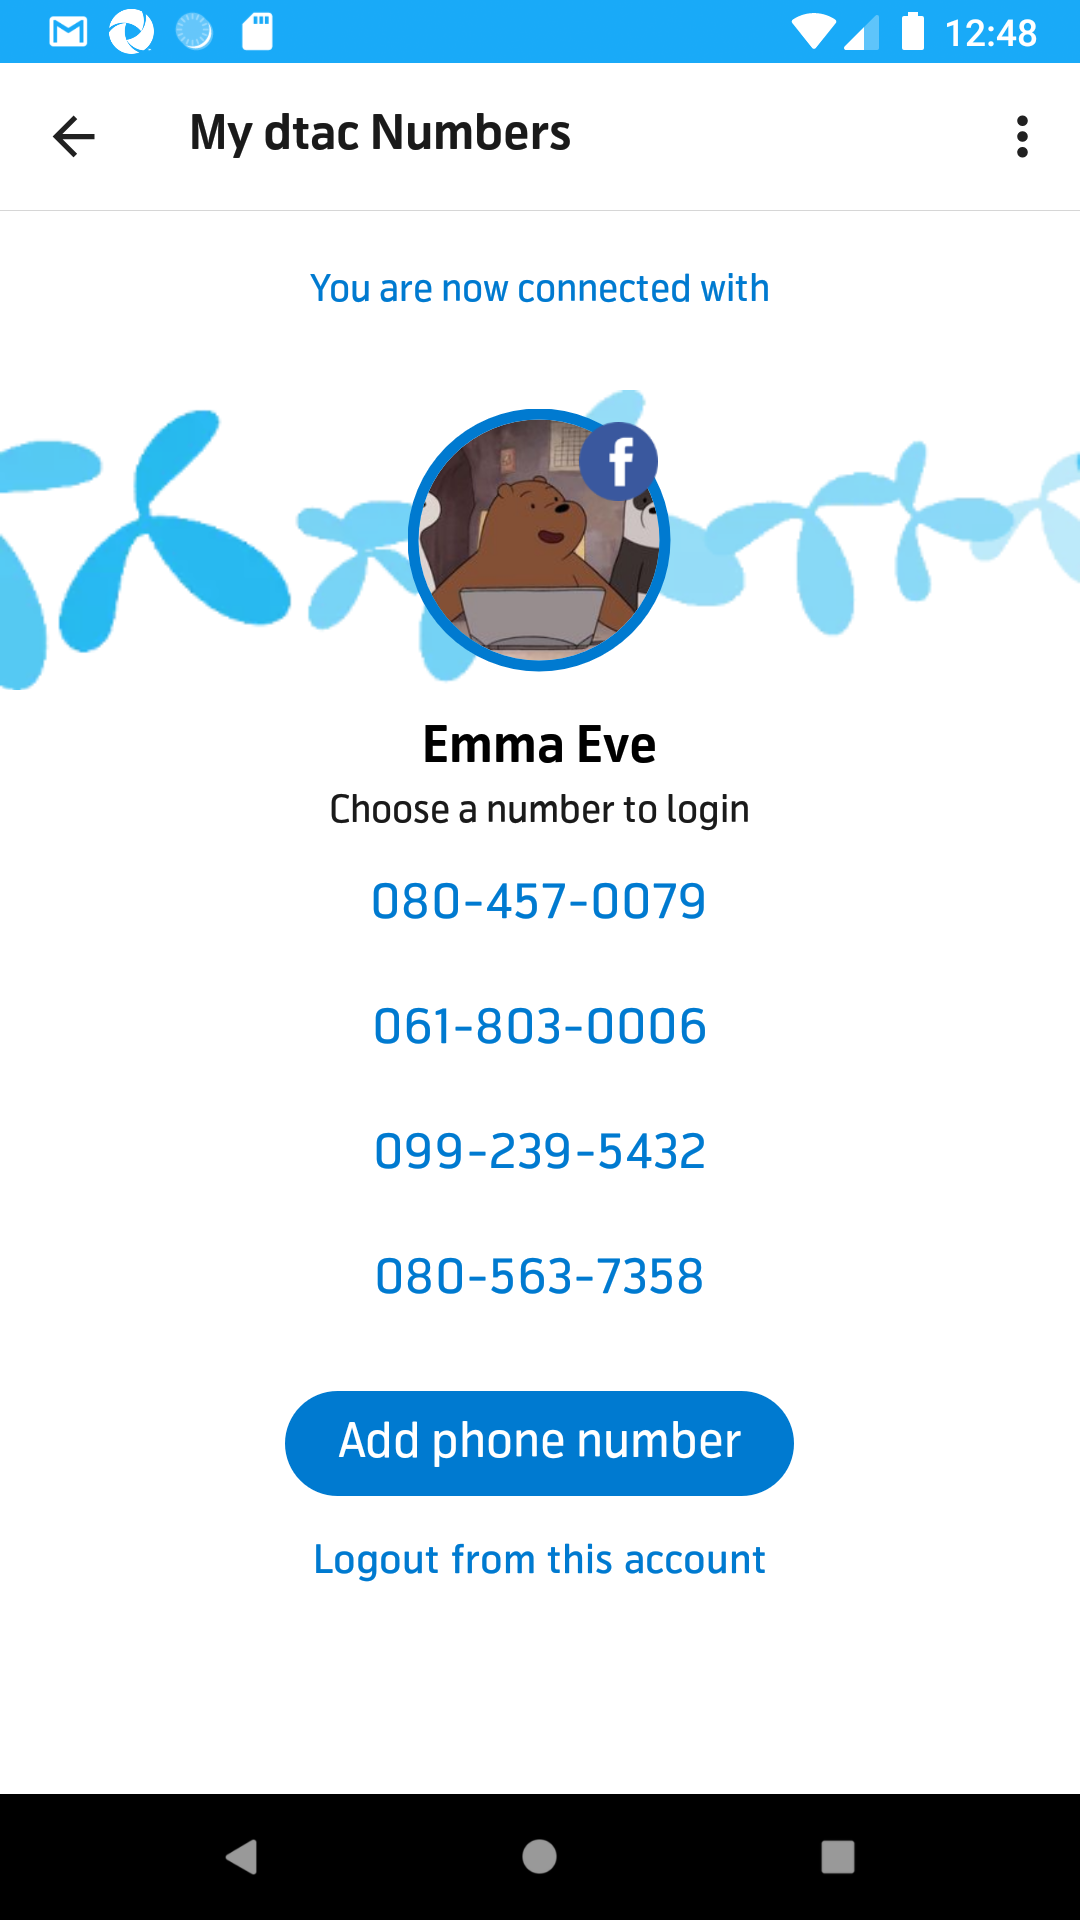 12:48
My dtac Numbers
You are now connected with
f
Emma Eve
Choose a number to login
080-457-0079
061-803-0006
099-239-5432
080-563-7358
Add phone number
Logout from this account